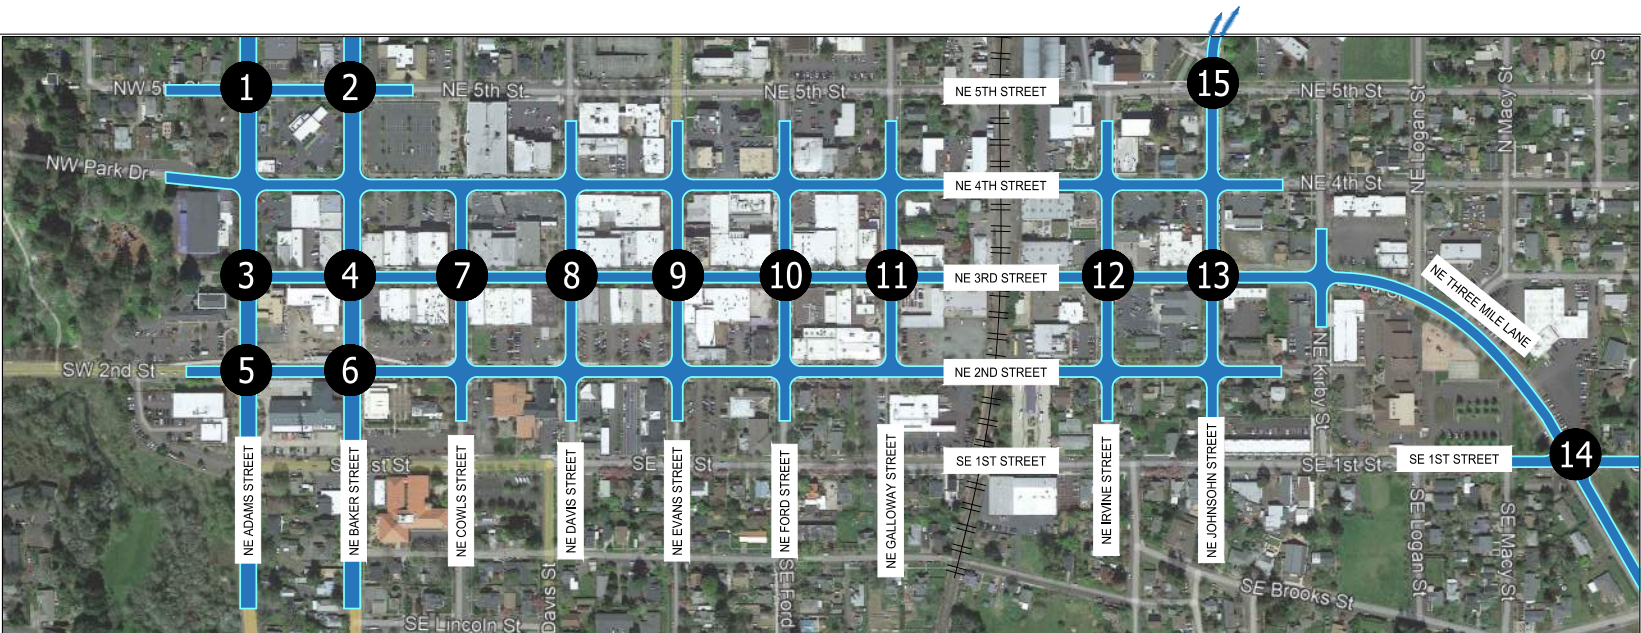 1
2
15
NW 5t
St
NE 5th St
NE 5th St
NE 5TH STREET
NE 5th St
NE Logan St
N Macy St
St
NW Park Dr
NE 4TH STREET
NE 4th St
3
4
7
8
9
10
11
NE 3RD STREET
12
13
NE THREE MILE LANE
SW 2nd St
5
6
NE 2ND STREET
NE Kirby St
NE ADAMS STREET
NE BAKER STREET
NE COWLS STREET
NE DAVIS STREET
NE EVANS STREET
NE FORD STREET
NE GALLOWAY STREET
NE IRVINE STREET
NE JOHNSOHN STREET
S
st St
SE
St
SE 1ST STREET
SE 1st St
SE 1ST STREET
14
Davis St
SE Ford
SE Logan St
SE Macy St
SE Brooks St
SE Lincoln St